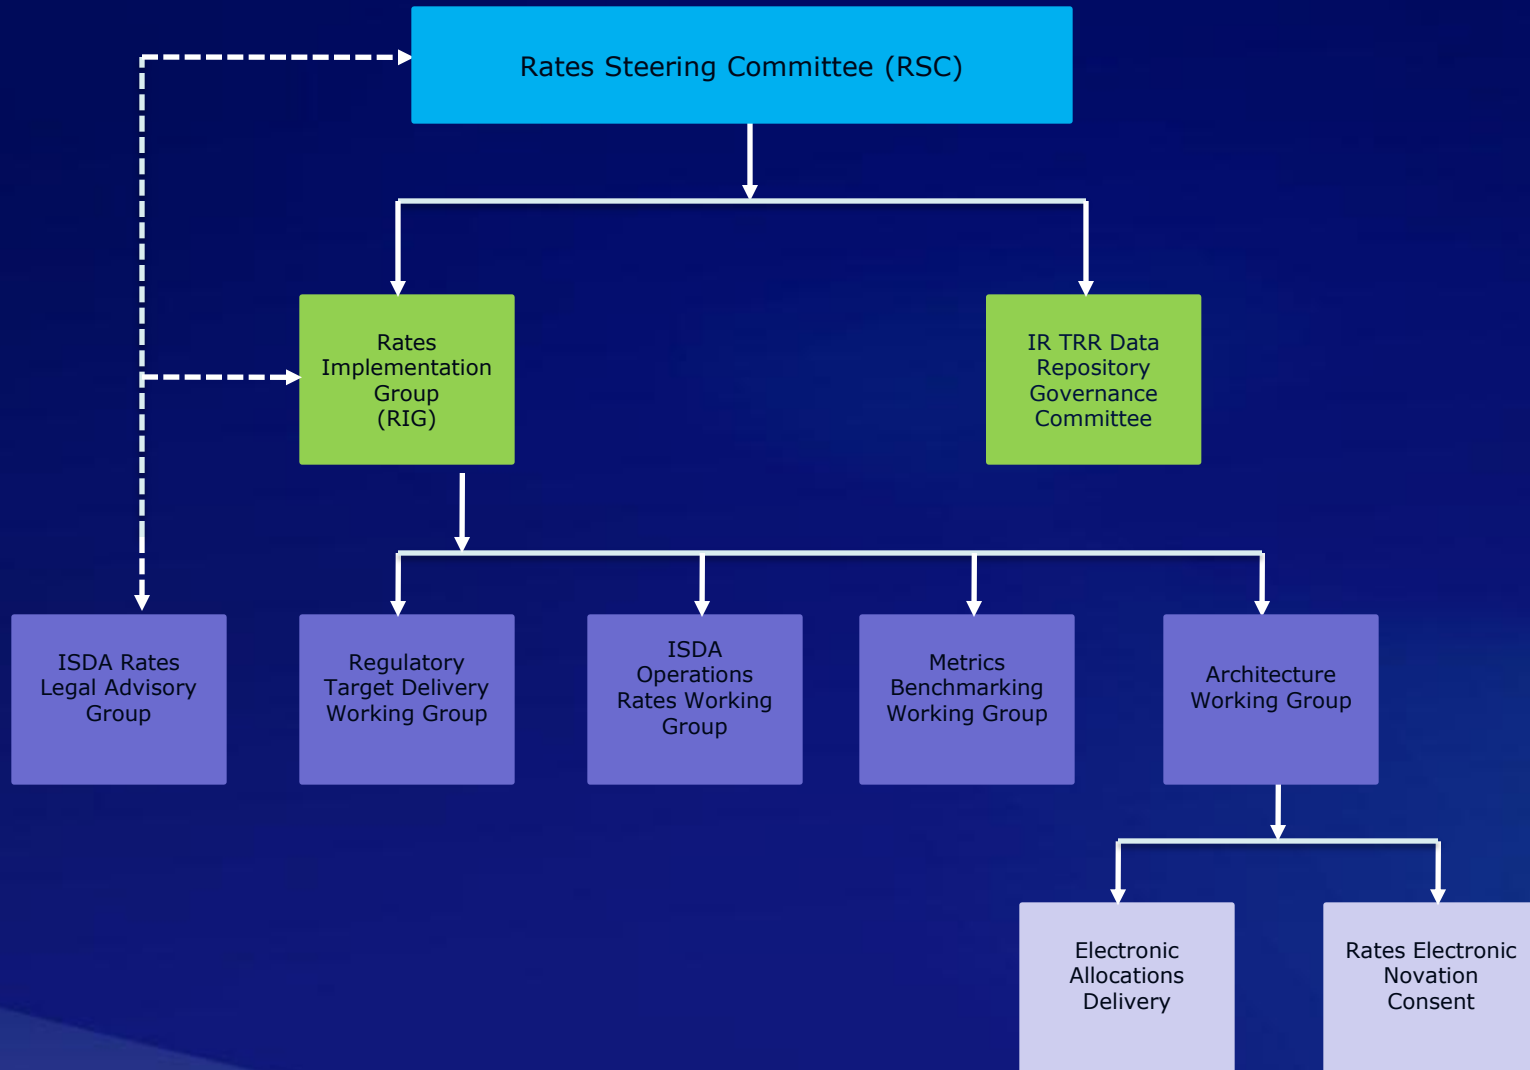 Rates Steering Committee (RSC)
Rates
Implementation
Group
(RIG)
IR TRR Data
Repository
Governance
Committee
ISDA Rates
Legal Advisory
Group
Regulatory
Target Delivery
Working Group
ISDA
Operations
Rates Working
Group
Metrics
Benchmarking
Working Group
Architecture
Working Group
Electronic
Allocations
Delivery
Rates Electronic
Novation
Consent